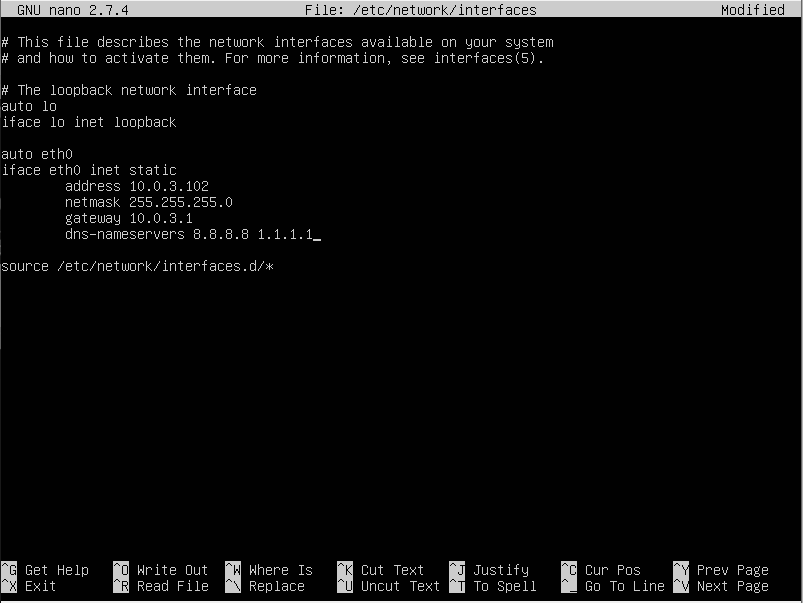 GNU nano 2.7.4 File: /etc/network/interfaces Modified
# This file describes the network interfaces available on your system
# and how to activate them. For more information, see interfaces(5).
# The loopback network interface
auto lo
iface lo inet loopback
auto eth0
iface eth0 inet static
address 10.0.3.102
netmask 255.255.255.0
gateway 10.0.3.1
dns-nameservers 8.8.8.8 1.1.1.1_
source /etc/network/interfaces.d/*
^G Get Help ^O Write Out ^W Where Is ^K Cut Text ^J Justify ^C Cur Pos ^Y Prev Page
^X Exit ^R Read File ^\ Replace ^U Uncut Text ^T To Spell ^_ Go To Line ^V Next Page